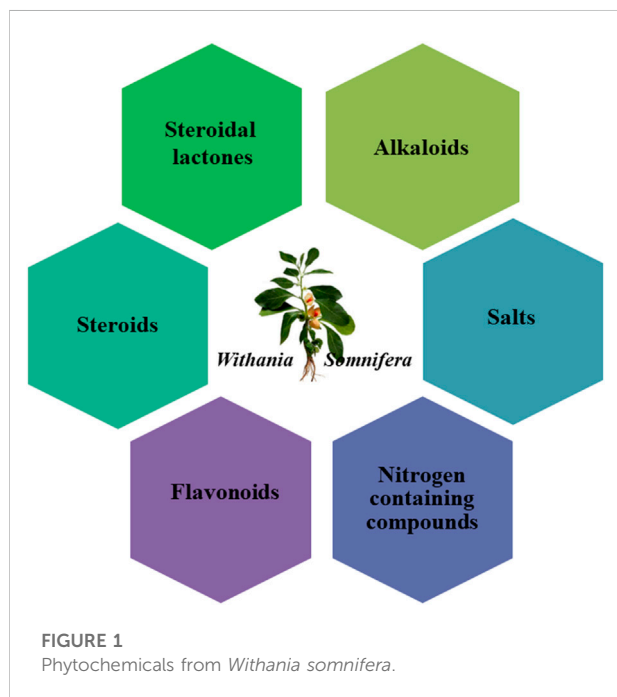 Steroidal
lactones
Alkaloids
Steroids
Salts
Withania Somnifera
Flavonoids
Nitrogen
containing
compounds
FIGURE 1
Phytochemicals from Withania somnifera.